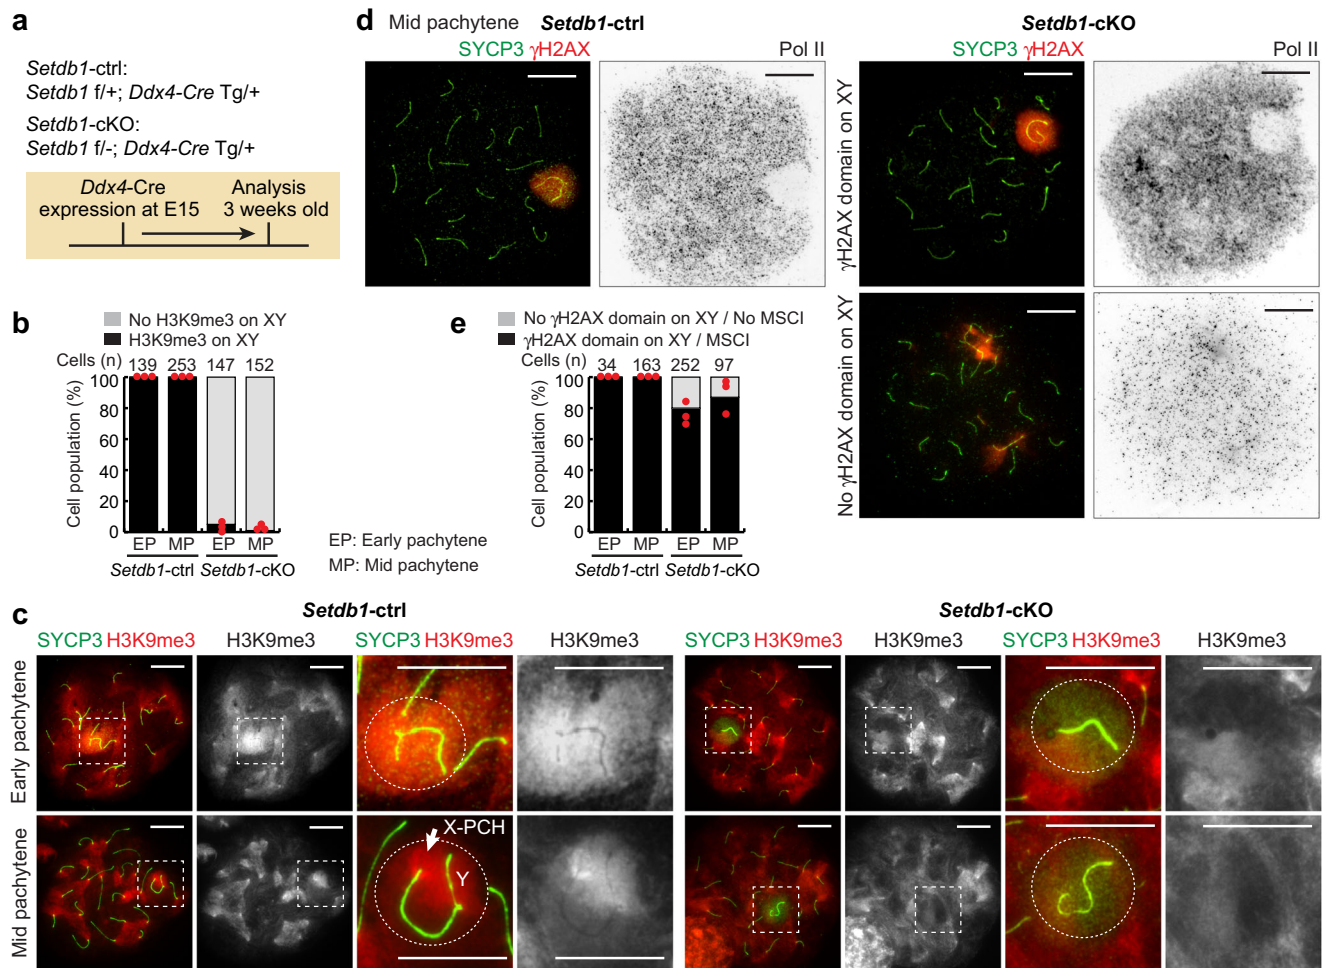 a
Setdb1-ctrl:
Setdb1 f/+; Ddx4-Cre Tg/+
Setdb1-cKO:
Setdb1 f/-; Ddx4-Cre Tg/+
Ddx4-Cre
expression at E15
Analysis
3 weeks old
b
No H3K9me3 on XY
H3K9me3 on XY
Cells (n)
139 253 147 152
Cell population (%)
100
80
60
40
20
0
EP MP EP MP
Setdb1-ctrl Setdb1-cKO
EP: Early pachytene
MP: Mid pachytene
d
Mid pachytene
Setdb1-ctrl
SYCP3 γH2AX
Pol II
Setdb1-cKO
SYCP3 γH2AX
Pol II
γH2AX domain on XY
No γH2AX domain on XY
e
No γH2AX domain on XY / No MSCI
γH2AX domain on XY / MSCI
Cells (n)
34 163 252 97
Cell population (%)
100
80
60
40
20
0
EP MP EP MP
Setdb1-ctrl Setdb1-cKO
c
Setdb1-ctrl
Setdb1-cKO
SYCP3 H3K9me3
H3K9me3
SYCP3 H3K9me3
H3K9me3
SYCP3 H3K9me3
H3K9me3
SYCP3 H3K9me3
H3K9me3
Early pachytene
Mid pachytene
X-PCH
Y